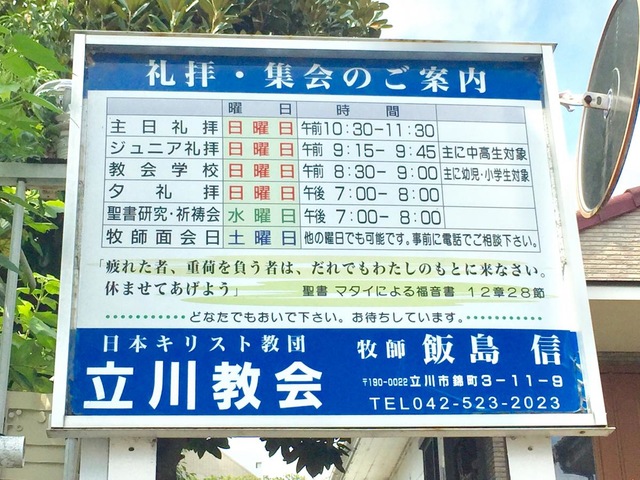 礼拝・集会のご案内
曜日 時間
主日礼拝 日曜日 午前10:30-11:30
ジュニア礼拝 日曜日 午前 9:15- 9:45 主に中高生対象
教会学校 日曜日 午前 8:30- 9:00 主に幼児・小学生対象
夕礼拝 日曜日 午後 7:00- 8:00
聖書研究・祈祷会 水曜日 午後 7:00- 8:00
牧師面会日 土曜日 他の曜日でも可能です。事前に電話でご相談下さい。
「疲れた者、重荷を負う者は、だれでもわたしのもとに来なさい。
休ませてあげよう」 聖書 マタイによる福音書 12章28節
どなたでもおいで下さい。お待ちしています。
日本キリスト教団 牧師 飯島 信
立川教会 〒190-0022立川市錦町3-11-9
TEL042-523-2023